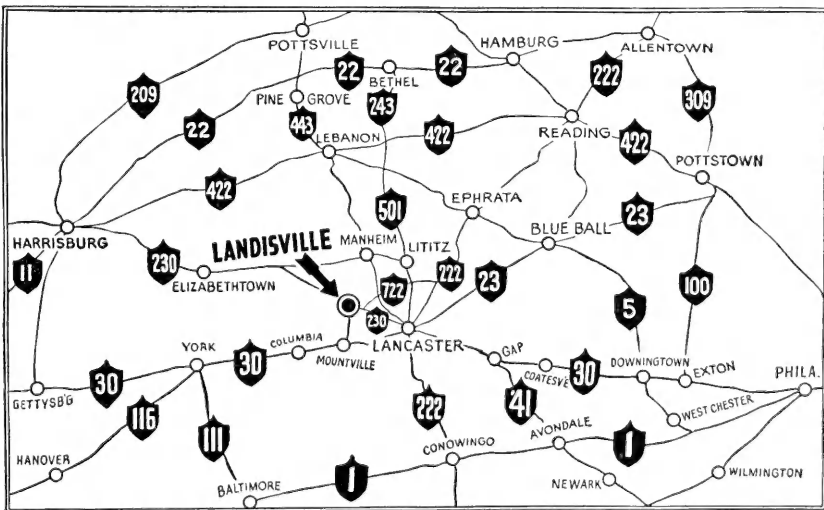 POTTSVILLE
HAMBURG
ALLENTOWN
22
BETHEL
22
222
209
PINE GROVE
243
309
22
443
LEBANON
422
READING
422
422
POTTSTOWN
501
EPHRATA
23
HARRISBURG
LANDISVILLE
MANHEIM
LITITZ
BLUE BALL
11
230
ELIZABETHTOWN
722
222
23
100
230
5
YORK
COLUMBIA
MOUNTVILLE
LANCASTER
GAP
DOWNINGTOWN
EXTON
PHILA.
30
30
COATESV'E
30
GETTYSB'G
116
111
222
41
WEST CHESTER
HANOVER
CONOWINGO
AVONDALE
1
BALTIMORE
1
NEWARK
WILMINGTON